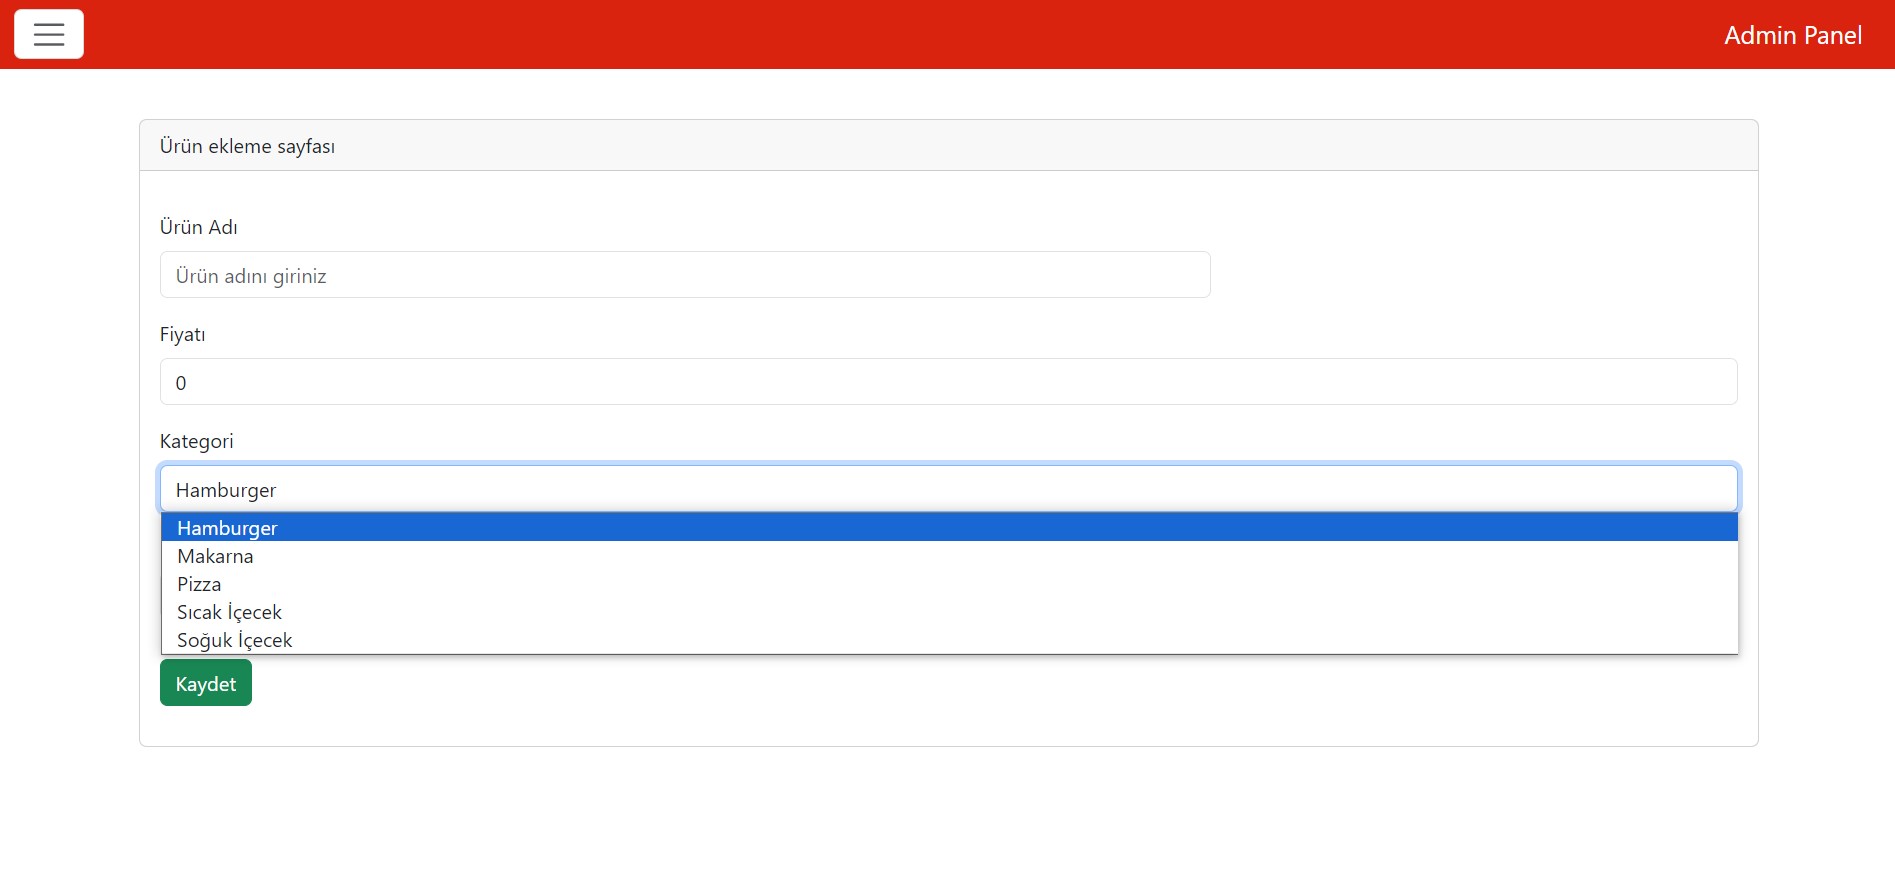 Admin Panel
Ürün ekleme sayfası
Ürün Adı
Ürün adını giriniz
Fiyatı
0
Kategori
Hamburger
Hamburger
Makarna
Pizza
Sıcak İçecek
Soğuk İçecek
Kaydet